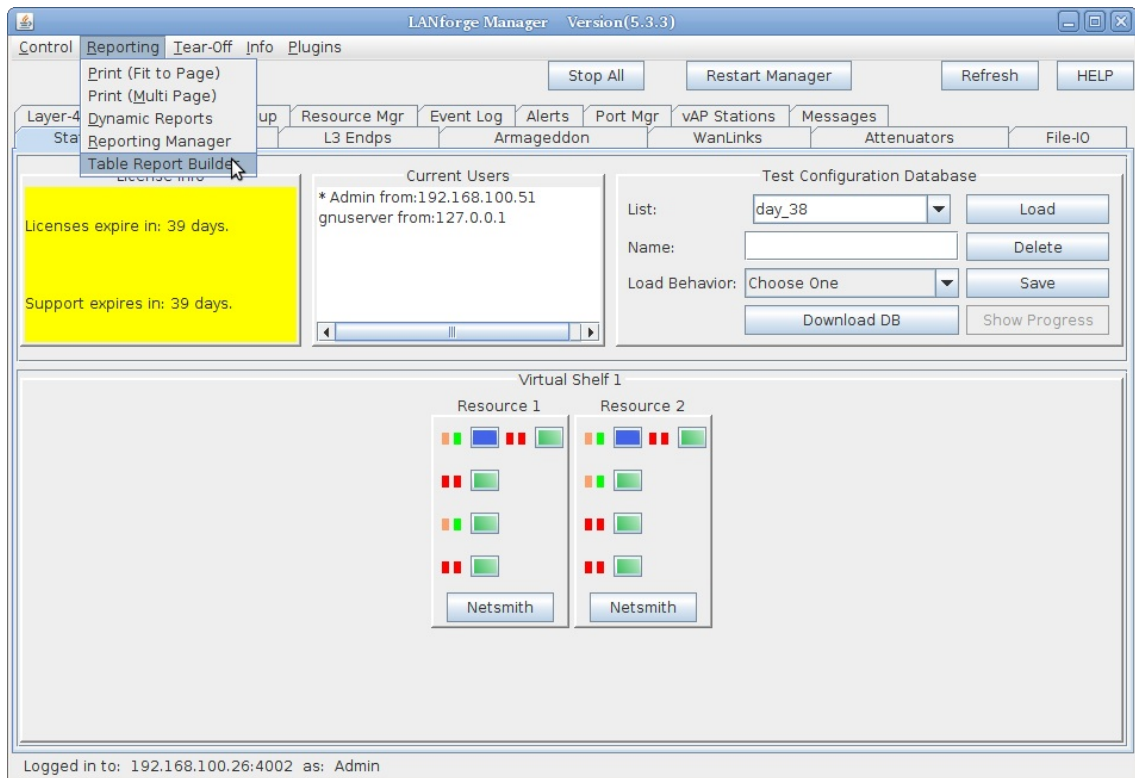 LANforge Manager Version(5.3.3)
Control Reporting Tear-Off Info Plugins
Print (Fit to Page)
Print (Multi Page)
Dynamic Reports
Reporting Manager
Table Report Builder
Stop All Restart Manager Refresh HELP
Layer-4 up Resource Mgr Event Log Alerts Port Mgr vAP Stations Messages
Sta L3 Endps Armageddon WanLinks Attenuators File-IO
License Info
Licenses expire in: 39 days.
Support expires in: 39 days.
Current Users
* Admin from:192.168.100.51
gnuserver from:127.0.0.1
Test Configuration Database
List: day_38 Load
Name: Delete
Load Behavior: Choose One Save
Download DB Show Progress
Virtual Shelf 1
Resource 1 Resource 2
Netsmith Netsmith
Logged in to: 192.168.100.26:4002 as: Admin